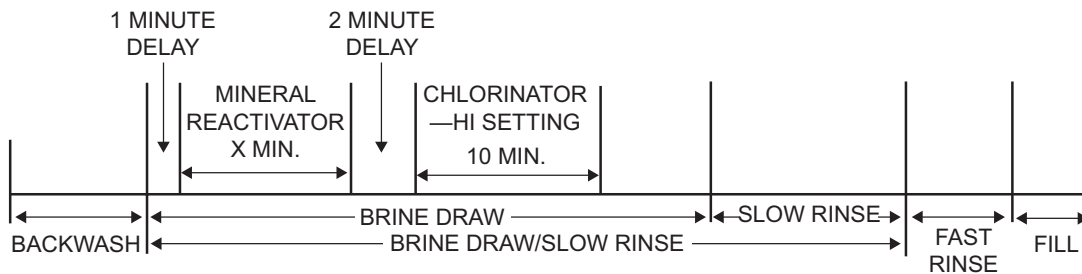 1 MINUTE
DELAY
2 MINUTE
DELAY
MINERAL
REACTIVATOR
X MIN.
CHLORINATOR
—HI SETTING
10 MIN.
BRINE DRAW
SLOW RINSE
BACKWASH
BRINE DRAW/SLOW RINSE
FAST
RINSE
FILL